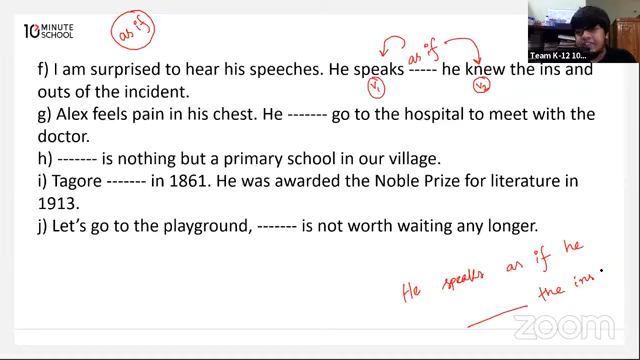 10 MINUTE SCHOOL
as if
Team K-12 10...
as if
f) I am surprised to hear his speeches. He speaks ----- he knew the ins and
V1 V2
outs of the incident.
g) Alex feels pain in his chest. He ------- go to the hospital to meet with the
doctor.
h) ------- is nothing but a primary school in our village.
i) Tagore ------- in 1861. He was awarded the Noble Prize for literature in
1913.
j) Let's go to the playground, ------- is not worth waiting any longer.
He speaks as if he
_____ the ins
zoom